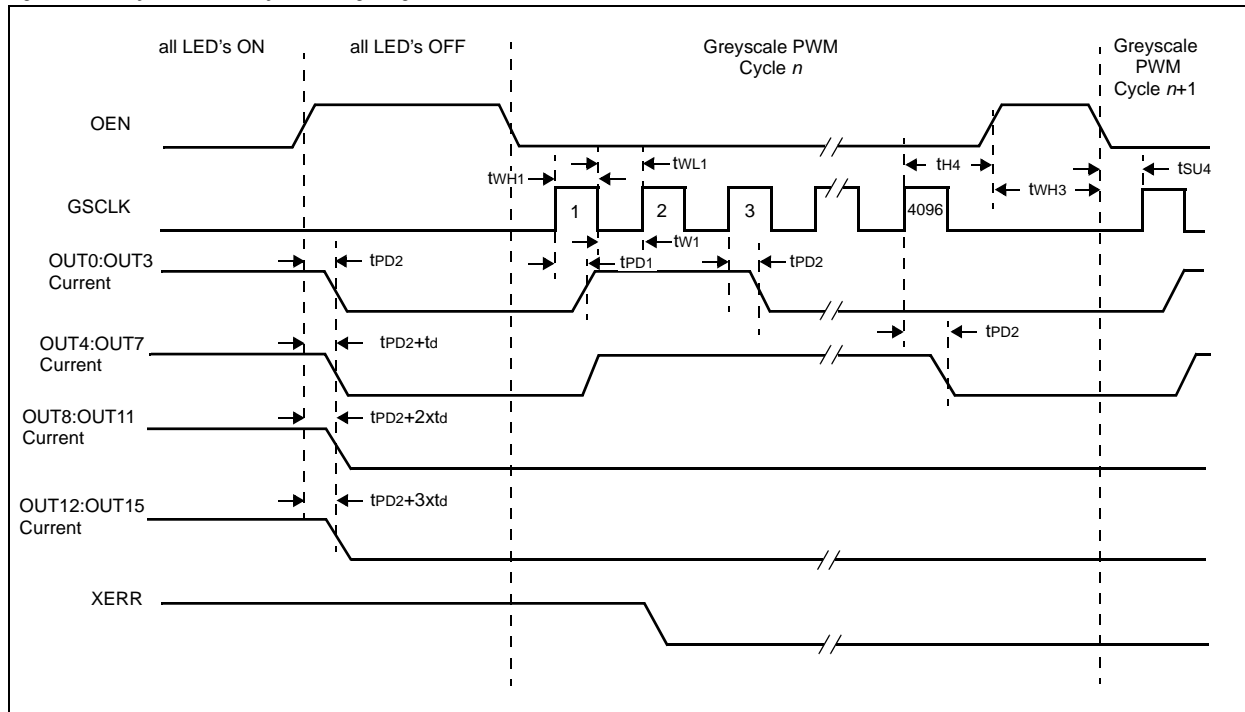 all LED's ON
all LED's OFF
Greyscale PWM
Cycle n
Greyscale
PWM
Cycle n+1
OEN
tWL1
tH4
tSU4
tWH1
tWH3
GSCLK
1
2
3
4096
tW1
OUT0:OUT3
Current
tPD2
tPD1
tPD2
OUT4:OUT7
Current
tPD2+td
tPD2
OUT8:OUT11
Current
tPD2+2xtd
OUT12:OUT15
Current
tPD2+3xtd
XERR